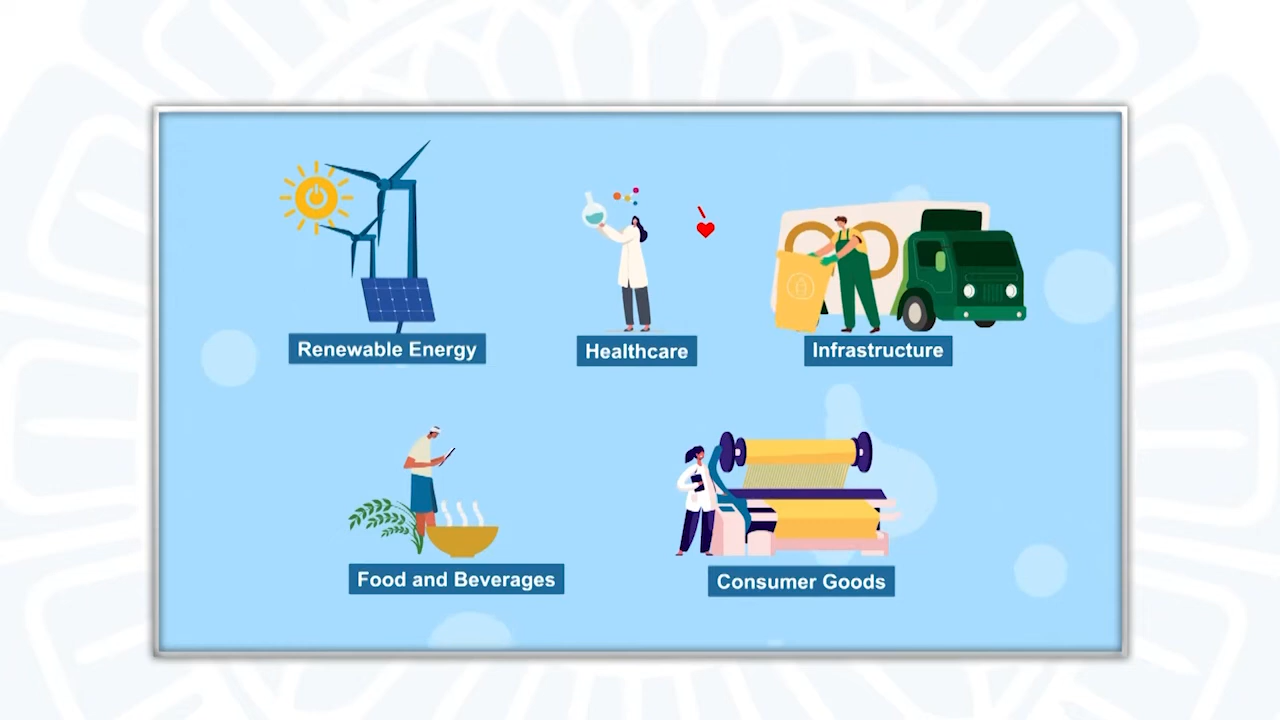 Renewable Energy
Healthcare
Infrastructure
Food and Beverages
Consumer Goods